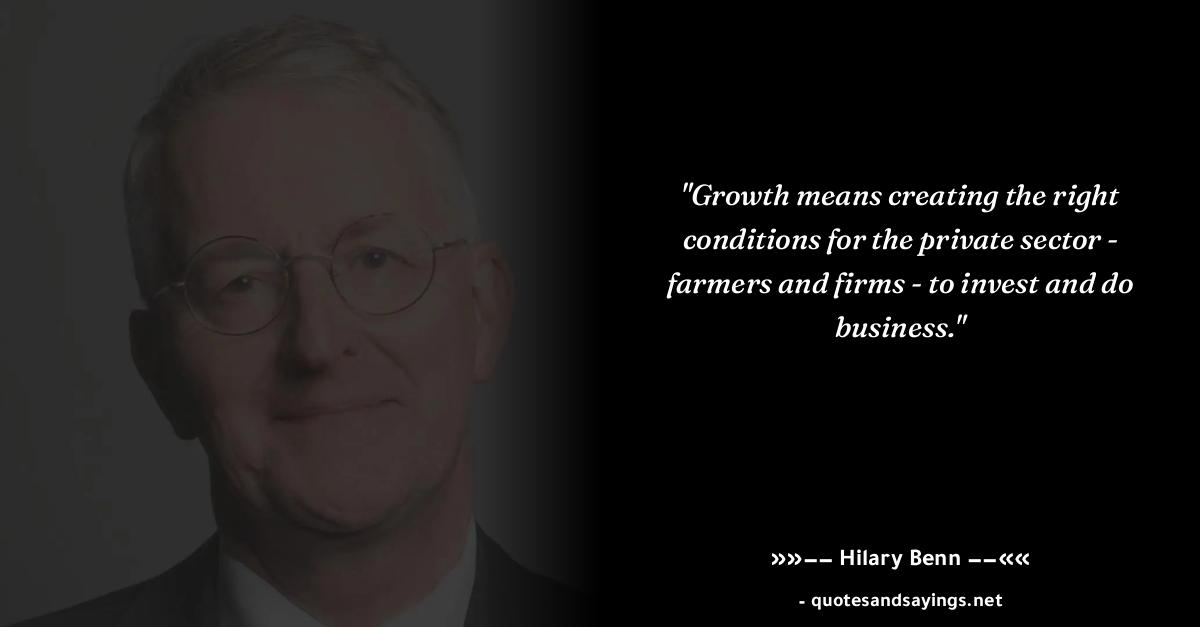 "Growth means creating the right
conditions for the private sector -
farmers and firms - to invest and do
business."
»»−− Hilary Benn −−««
- quotesandsayings.net